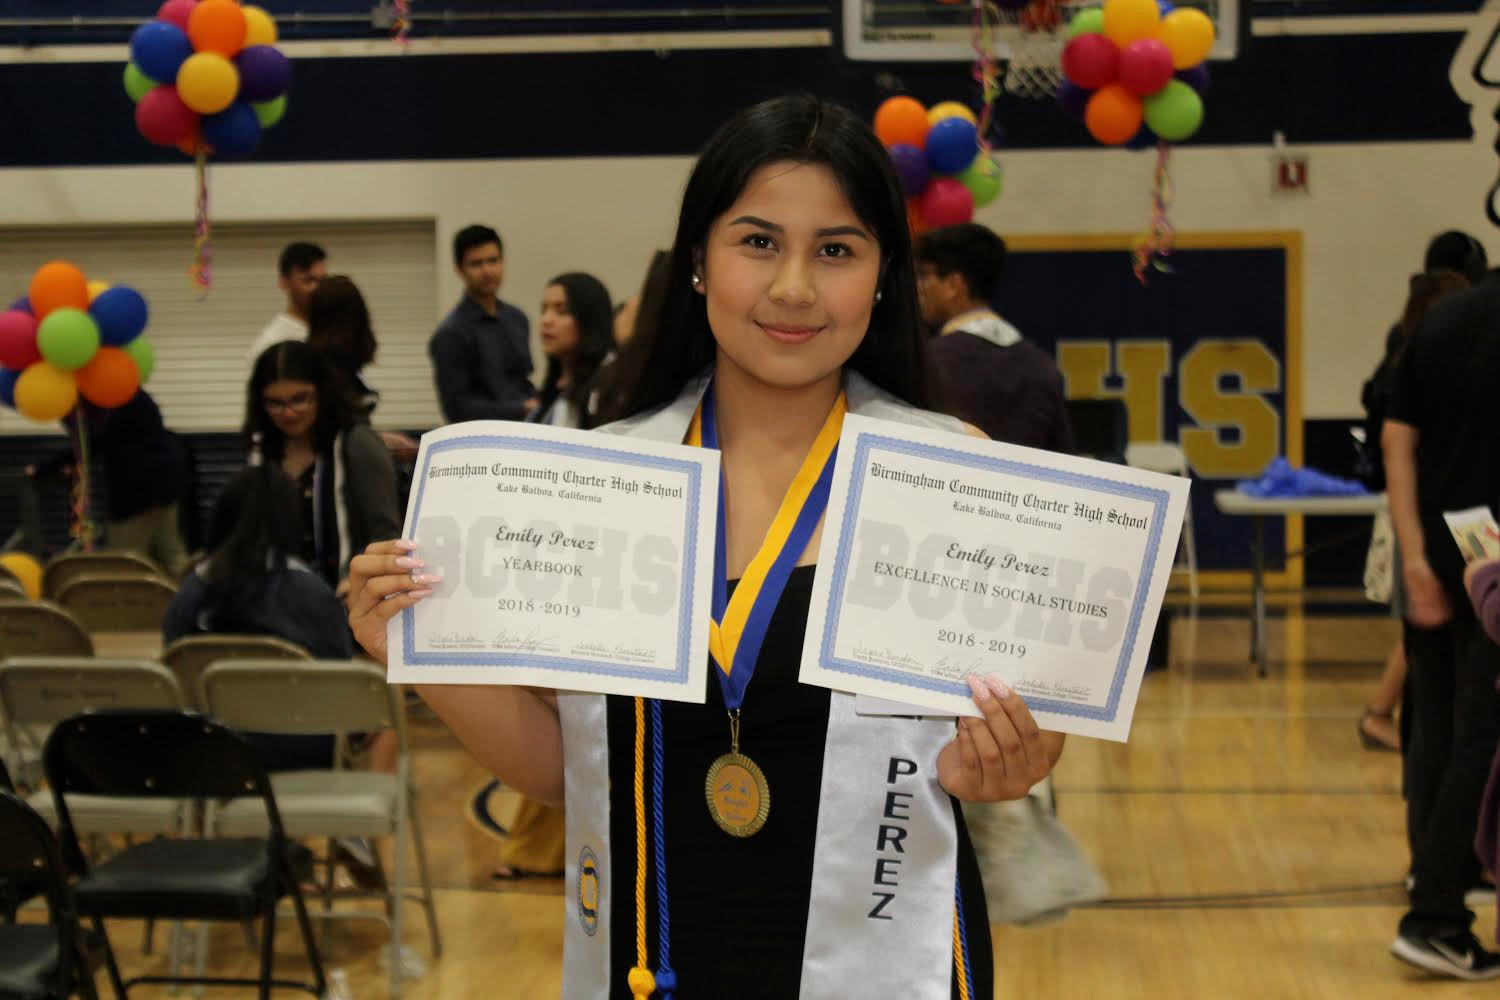 HS
Birmingham Community Charter High School
Lake Balboa, California
BCCHS
Emily Perez
YEARBOOK
2018 - 2019
Birmingham Community Charter High School
Lake Balboa, California
BCCHS
Emily Perez
EXCELLENCE IN SOCIAL STUDIES
2018 - 2019
PEREZ